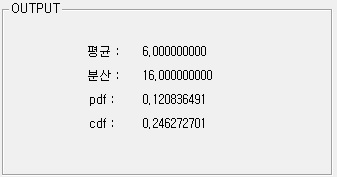 OUTPUT
평균 : 6,000000000
분산 : 16,000000000
pdf : 0,120836491
cdf : 0,246272701